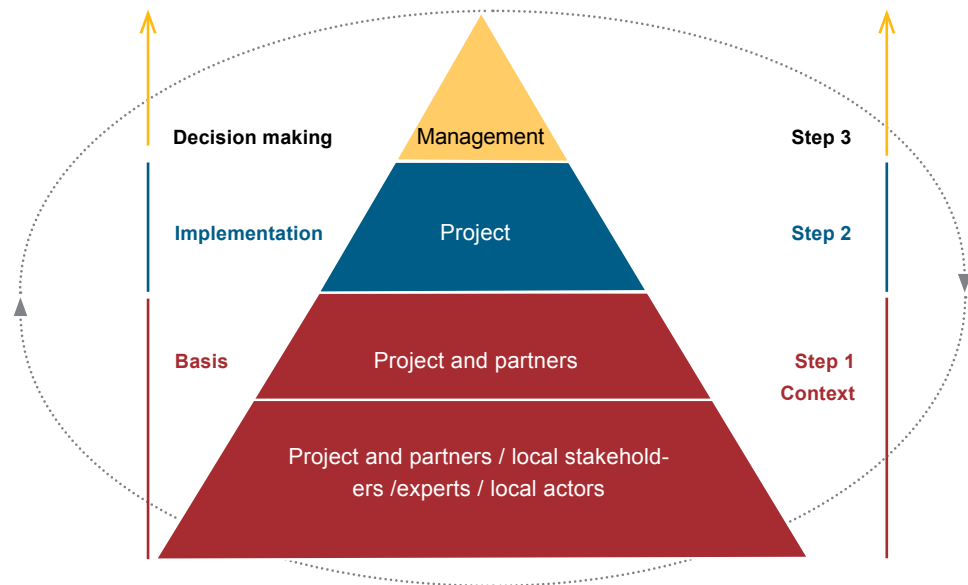 Decision making
Management
Step 3
Implementation
Project
Step 2
Basis
Project and partners
Step 1
Context
Project and partners / local stakehold-
ers /experts / local actors